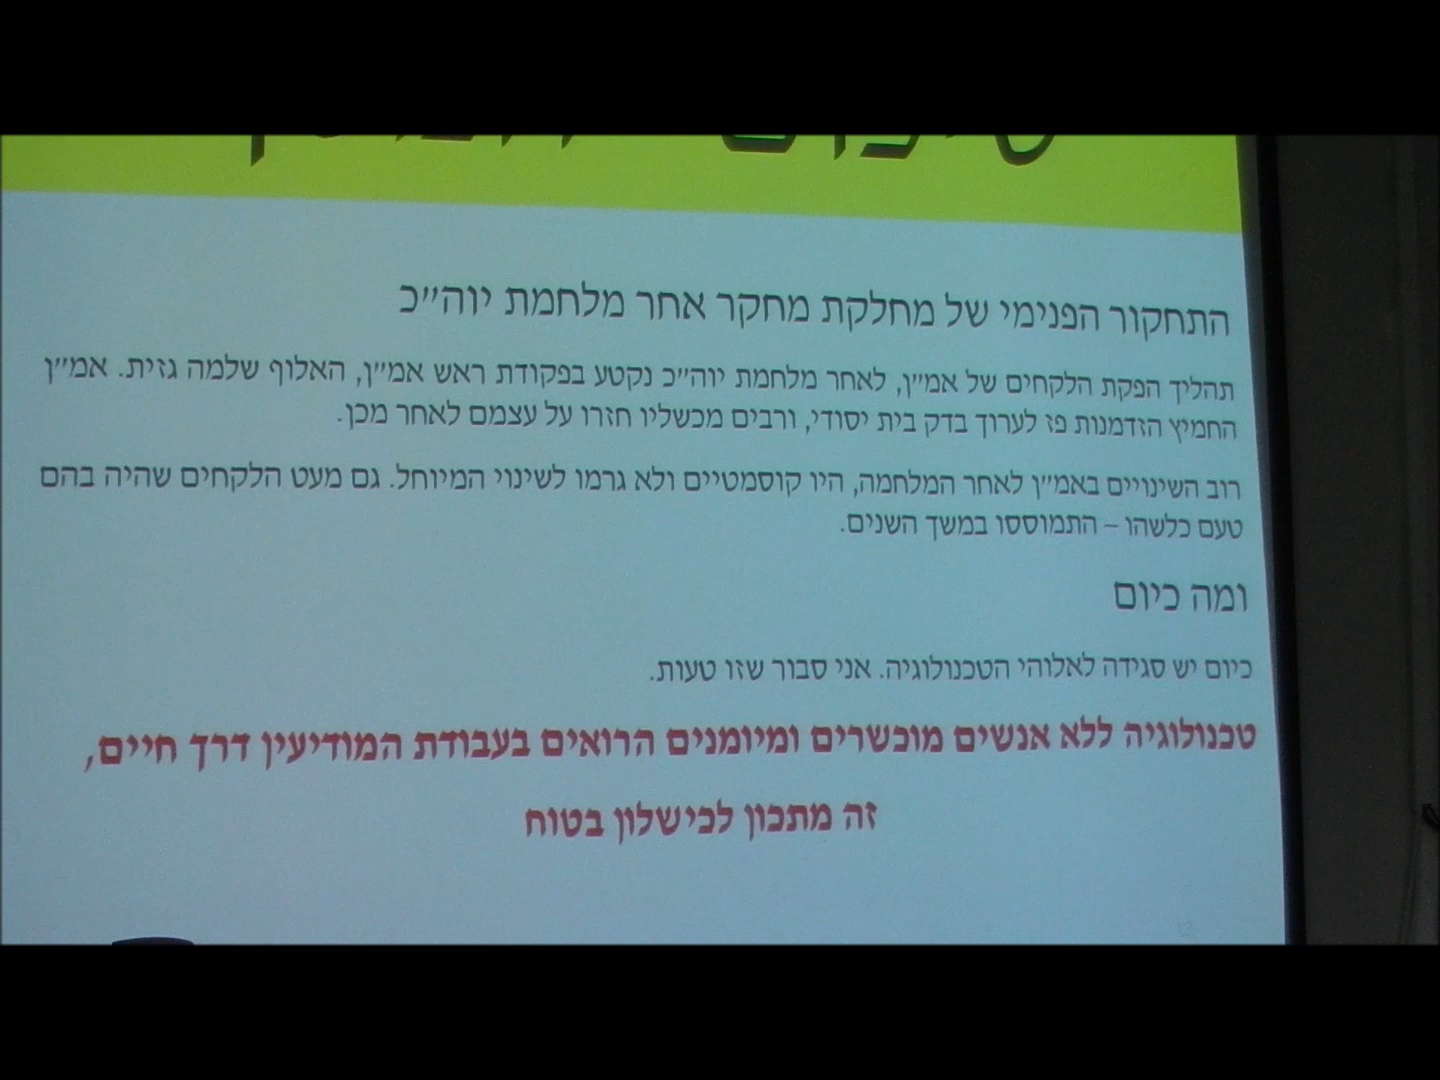 התחקור הפנימי של מחלקת מחקר אחר מלחמת יוה״כ
תהליך הפקת הלקחים של אמ״ן, לאחר מלחמת יוה״כ נקטע בפקודת ראש אמ״ן, האלוף שלמה גזית. אמ״ן
החמיץ הזדמנות פז לערוך בדק בית יסודי, ורבים מכשליו חזרו על עצמם לאחר מכן.
רוב השינויים באמ״ן לאחר המלחמה, היו קוסמטיים ולא גרמו לשינוי המיוחל. גם מעט הלקחים שהיה בהם
טעם כלשהו – התמוססו במשך השנים.
ומה כיום
כיום יש סגידה לאלוהי הטכנולוגיה. אני סבור שזו טעות.
טכנולוגיה ללא אנשים מוכשרים ומיומנים הרואים בעבודת המודיעין דרך חיים,
זה מתכון לכישלון בטוח